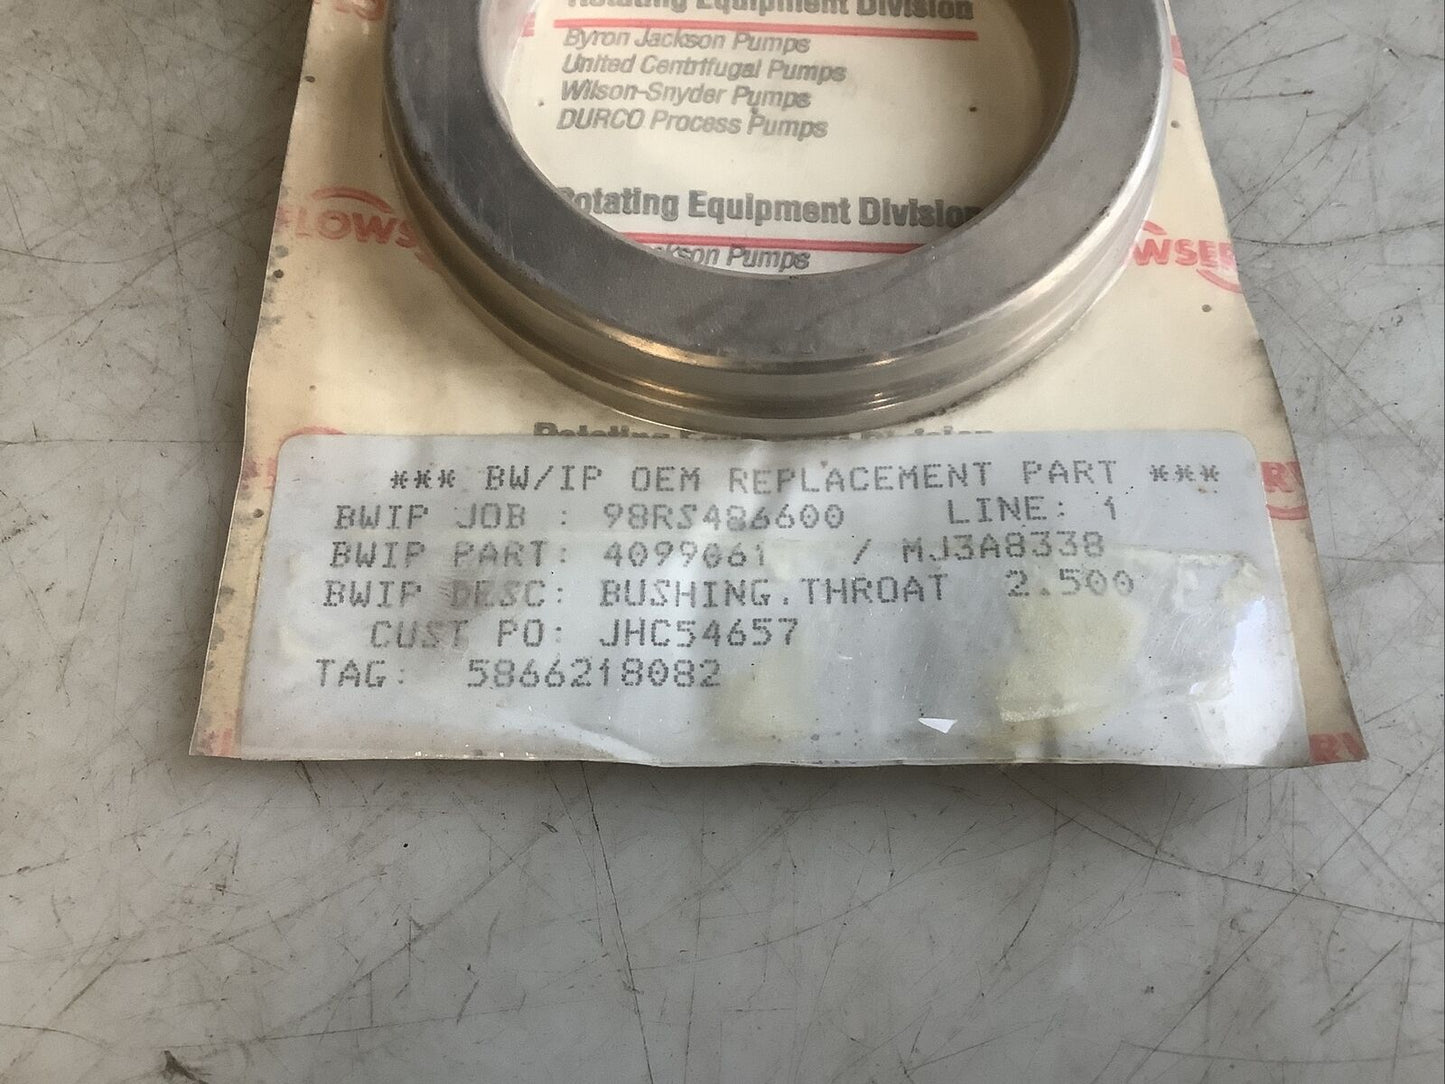 Rotating Equipment Division
Byron Jackson Pumps
United Centrifugal Pumps
Wilson-Snyder Pumps
DURCO Process Pumps
Rotating Equipment Division
Pumps
*** BW/IP OEM REPLACEMENT PART ***
BWIP JOB : 98RS486600 LINE: 1
BWIP PART: 4099061 / MJ3A8338
BWIP DESC: BUSHING,THROAT 2.500
CUST PO: JHC54657
TAG: 5866218082